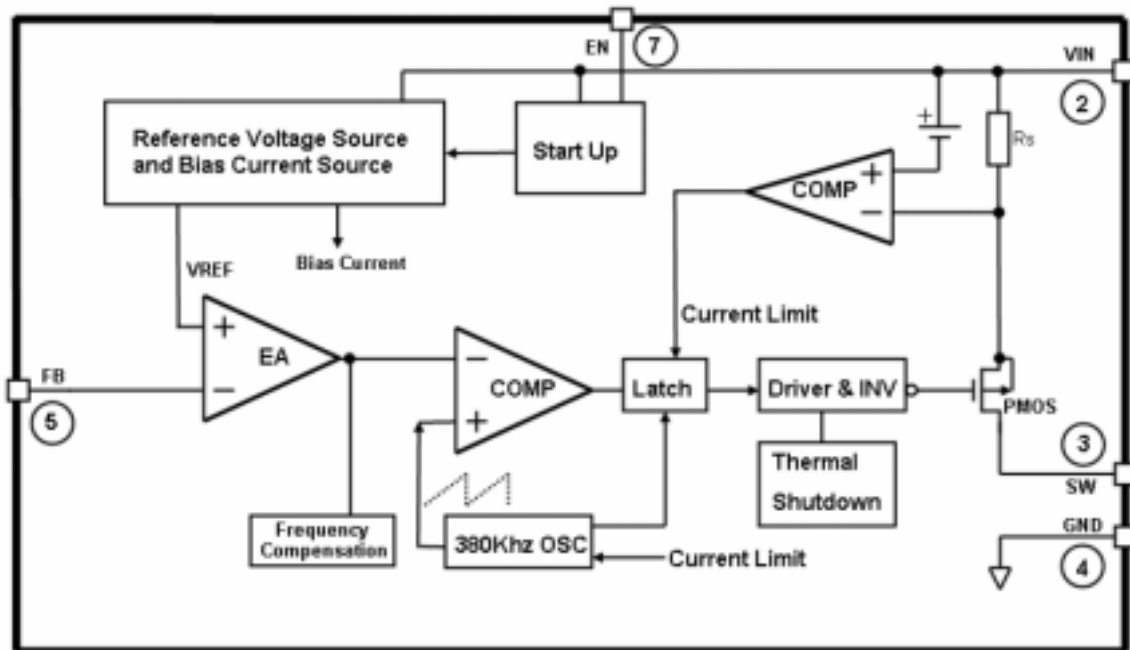 EN
7
VIN
2
Reference Voltage Source
and Bias Current Source
Start Up
+
Rs
COMP
+
−
Bias Current
VREF
Current Limit
+
EA
−
FB
5
−
COMP
+
Latch
Driver & INV
PMOS
3
SW
Thermal
Shutdown
Frequency
Compensation
380Khz OSC
Current Limit
GND
4